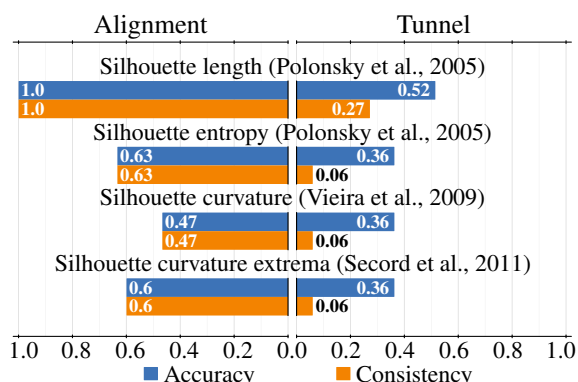 Alignment Tunnel
Silhouette length (Polonsky et al., 2005)
1.0 0.52
1.0 0.27
Silhouette entropy (Polonsky et al., 2005)
0.63 0.36
0.63 0.06
Silhouette curvature (Vieira et al., 2009)
0.47 0.36
0.47 0.06
Silhouette curvature extrema (Secord et al., 2011)
0.6 0.36
0.6 0.06
1.0 0.8 0.6 0.4 0.2 0.0 0.2 0.4 0.6 0.8 1.0
Accuracy Consistency